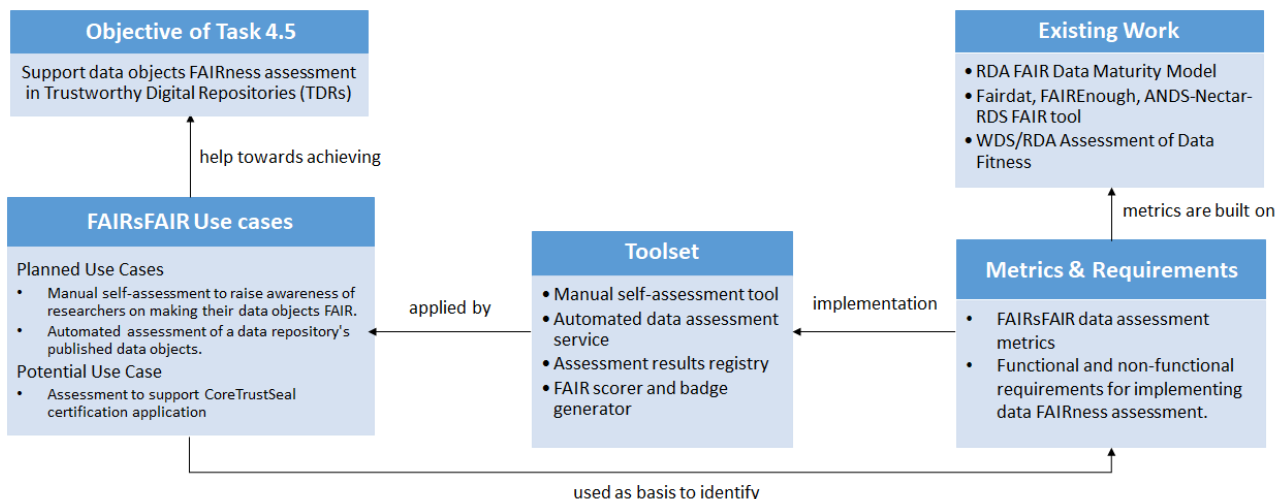 Objective of Task 4.5
Support data objects FAIRness assessment
in Trustworthy Digital Repositories (TDRs)
Existing Work
• RDA FAIR Data Maturity Model
• Fairdat, FAIREnough, ANDS-Nectar-
RDS FAIR tool
• WDS/RDA Assessment of Data
Fitness
help towards achieving
metrics are built on
FAIRsFAIR Use cases
Planned Use Cases
• Manual self-assessment to raise awareness of
researchers on making their data objects FAIR.
• Automated assessment of a data repository's
published data objects.
Potential Use Case
• Assessment to support CoreTrustSeal
certification application
applied by
Toolset
• Manual self-assessment tool
• Automated data assessment
service
• Assessment results registry
• FAIR scorer and badge
generator
implementation
Metrics & Requirements
• FAIRsFAIR data assessment
metrics
• Functional and non-functional
requirements for implementing
data FAIRness assessment.
used as basis to identify